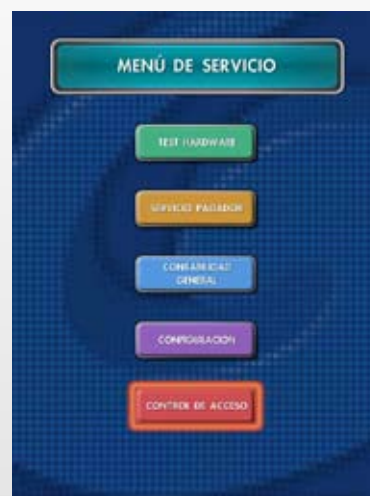 MENÚ DE SERVICIO
TEST HARDWARE
SERVICIO PAGADOR
CONTABILIDAD
GENERAL
CONFIGURACIÓN
CONTROL DE ACCESO